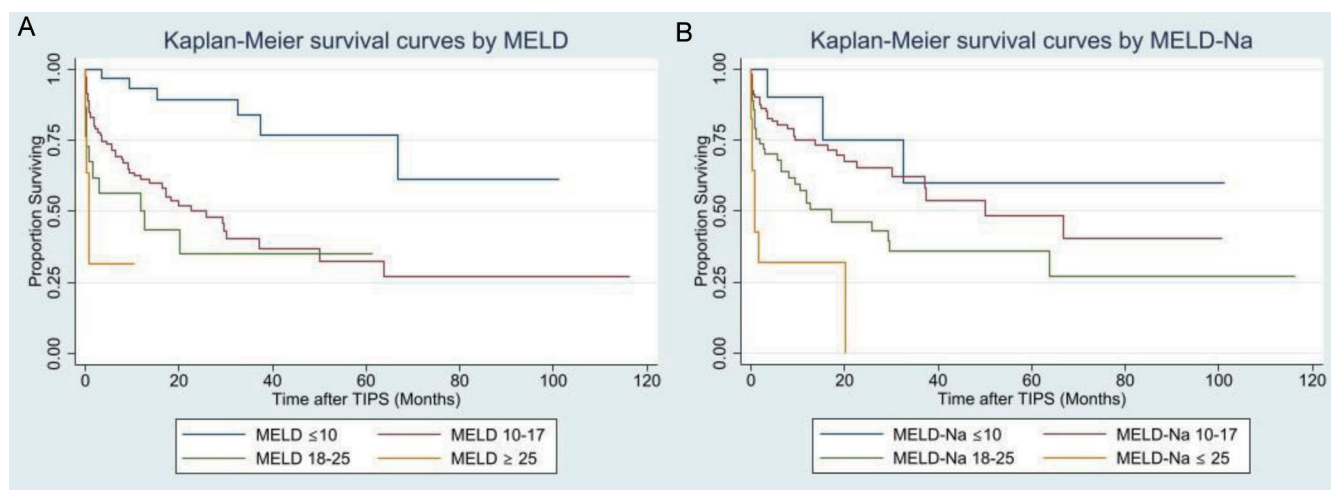 A
Kaplan-Meier survival curves by MELD
Proportion Surviving
1.00
0.75
0.50
0.25
0.00
0 20 40 60 80 100 120
Time after TIPS (Months)
MELD ≤10 MELD 10-17
MELD 18-25 MELD ≥ 25
B
Kaplan-Meier survival curves by MELD-Na
Proportion Surviving
1.00
0.75
0.50
0.25
0.00
0 20 40 60 80 100 120
Time after TIPS (Months)
MELD-Na ≤10 MELD-Na 10-17
MELD-Na 18-25 MELD-Na ≤ 25